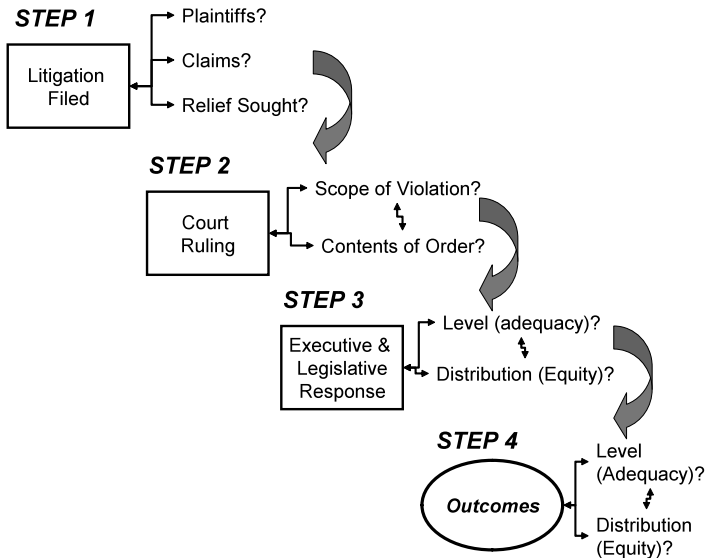 STEP 1
Plaintiffs?
Litigation
Filed
Claims?
Relief Sought?
STEP 2
Court
Ruling
Scope of Violation?
Contents of Order?
STEP 3
Executive &
Legislative
Response
Level (adequacy)?
Distribution (Equity)?
STEP 4
Outcomes
Level
(Adequacy)?
Distribution
(Equity)?